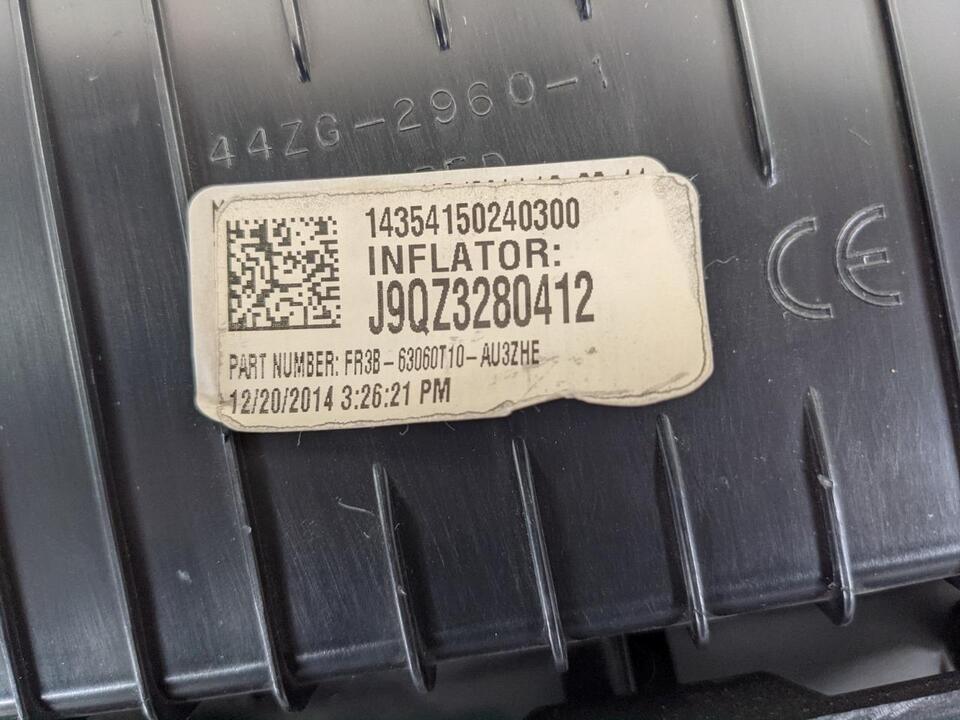 44ZG-2960-1
14354150240300
INFLATOR:
J9QZ3280412
PART NUMBER: FR3B-63060T10-AU3ZHE
12/20/2014 3:26:21 PM
CE